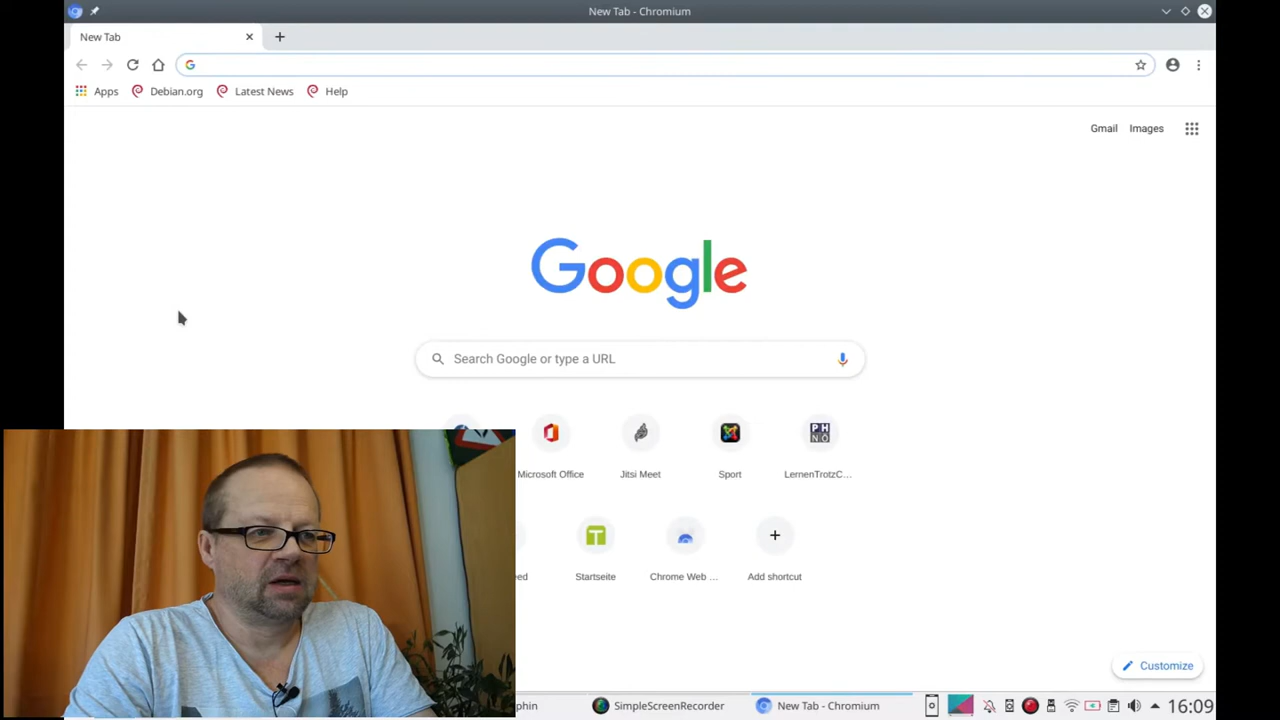 New Tab - Chromium
New Tab
Apps Debian.org Latest News Help
Gmail Images
Google
Search Google or type a URL
Microsoft Office Jitsi Meet Sport LernenTrotzC...
Startseite Chrome Web ... Add shortcut
Customize
SimpleScreenRecorder New Tab - Chromium 16:09